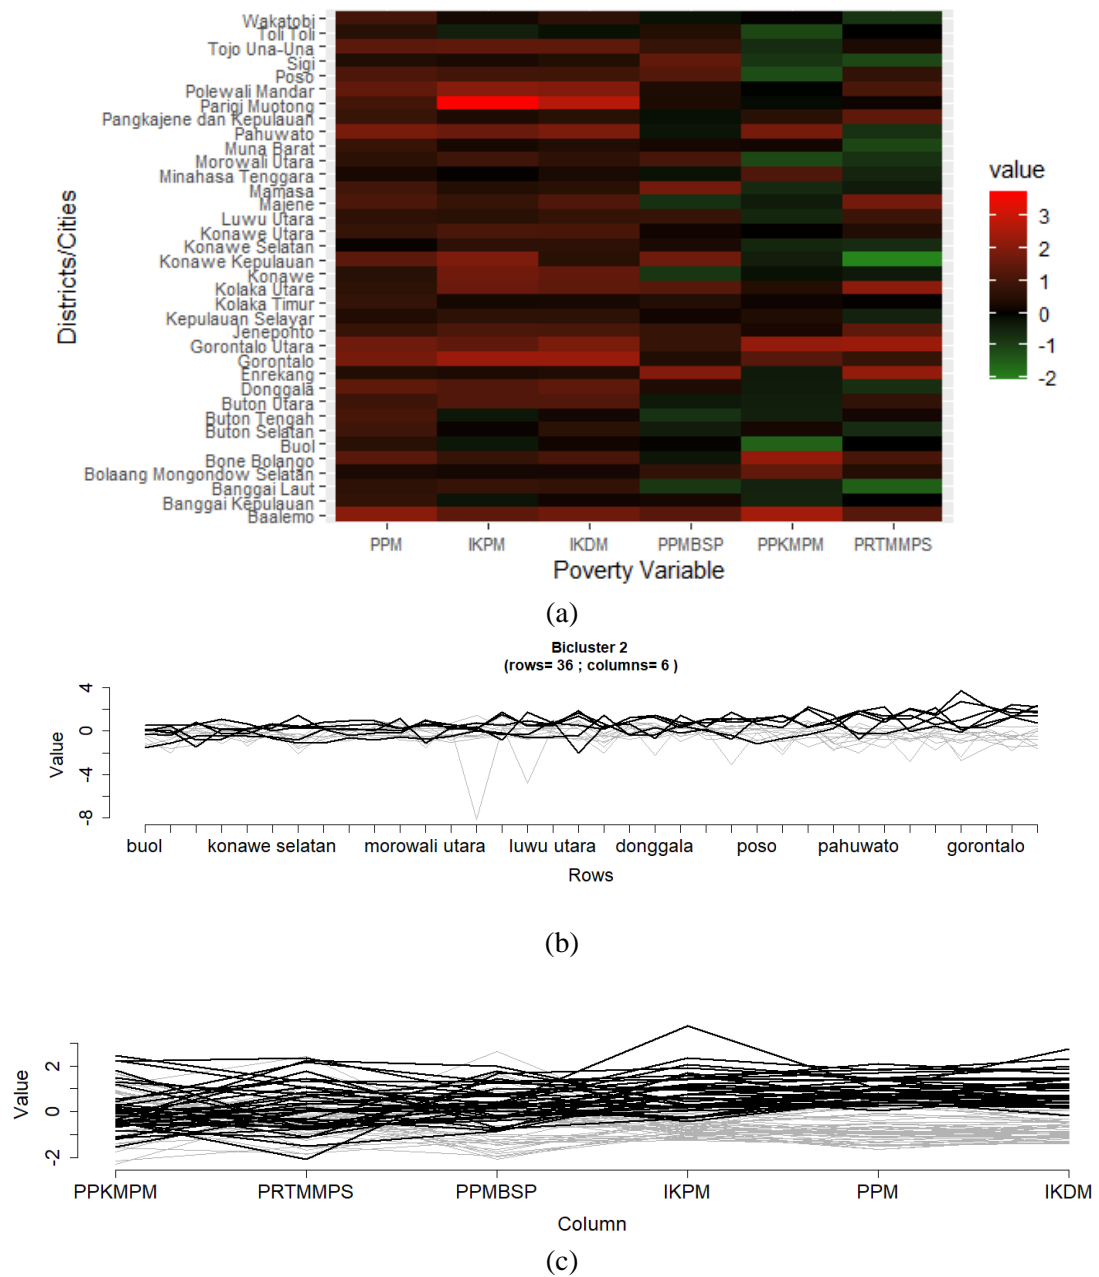 Wakatobi
Toli Toli
Tojo Una-Una
Sigi
Poso
Polewali Mandar
Parigi Muotong
Pangkajene dan Kepulauan
Pahuwato
Muna Barat
Morowali Utara
Minahasa Tenggara
Mamasa
Majene
Luwu Utara
Konawe Utara
Konawe Selatan
Konawe Kepulauan
Konawe
Kolaka Utara
Kolaka Timur
Kepulauan Selayar
Jeneponto
Gorontalo Utara
Gorontalo
Enrekang
Donggala
Buton Utara
Buton Tengah
Buton Selatan
Buol
Bone Bolango
Bolaang Mongondow Selatan
Banggai Laut
Banggai Kepulauan
Baalemo
Districts/Cities
PPM IKPM IKDM PPMBSP PPKMPM PRTMMPS
Poverty Variable
value
3
2
1
0
-1
-2
(a)
Bicluster 2
(rows= 36 ; columns= 6 )
4
0
-4
-8
Value
buol konawe selatan morowali utara luwu utara donggala poso pahuwato gorontalo
Rows
(b)
2
0
-2
Value
PPKMPM PRTMMPS PPMBSP IKPM PPM IKDM
Column
(c)